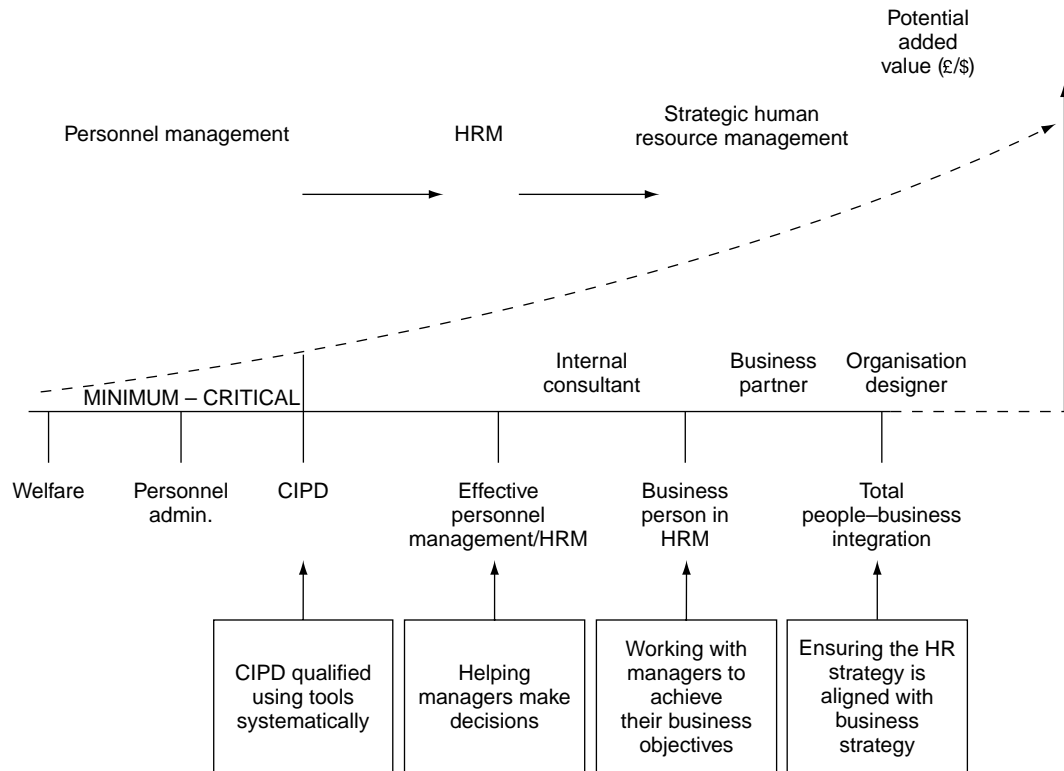 Potential
added
value (£/$)
Personnel management
HRM
Strategic human
resource management
Internal
consultant
Business
partner
Organisation
designer
MINIMUM – CRITICAL
Welfare
Personnel
admin.
CIPD
Effective
personnel
management/HRM
Business
person in
HRM
Total
people–business
integration
CIPD qualified
using tools
systematically
Helping
managers make
decisions
Working with
managers to
achieve
their business
objectives
Ensuring the HR
strategy is
aligned with
business
strategy